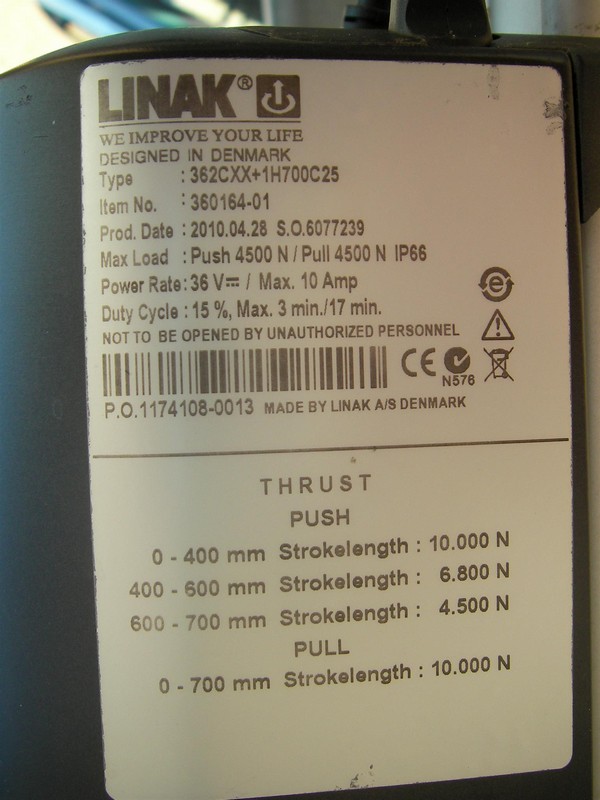 LINAK®
WE IMPROVE YOUR LIFE
DESIGNED IN DENMARK
Type : 362CXX+1H700C25
Item No. : 360164-01
Prod. Date : 2010.04.28 S.O.6077239
Max Load : Push 4500 N / Pull 4500 N IP66
Power Rate : 36 V⎓ / Max. 10 Amp
Duty Cycle : 15 %, Max. 3 min./17 min.
NOT TO BE OPENED BY UNAUTHORIZED PERSONNEL
CE N576
P.O.1174108-0013 MADE BY LINAK A/S DENMARK
THRUST
PUSH
0 - 400 mm Strokelength : 10.000 N
400 - 600 mm Strokelength : 6.800 N
600 - 700 mm Strokelength : 4.500 N
PULL
0 - 700 mm Strokelength : 10.000 N